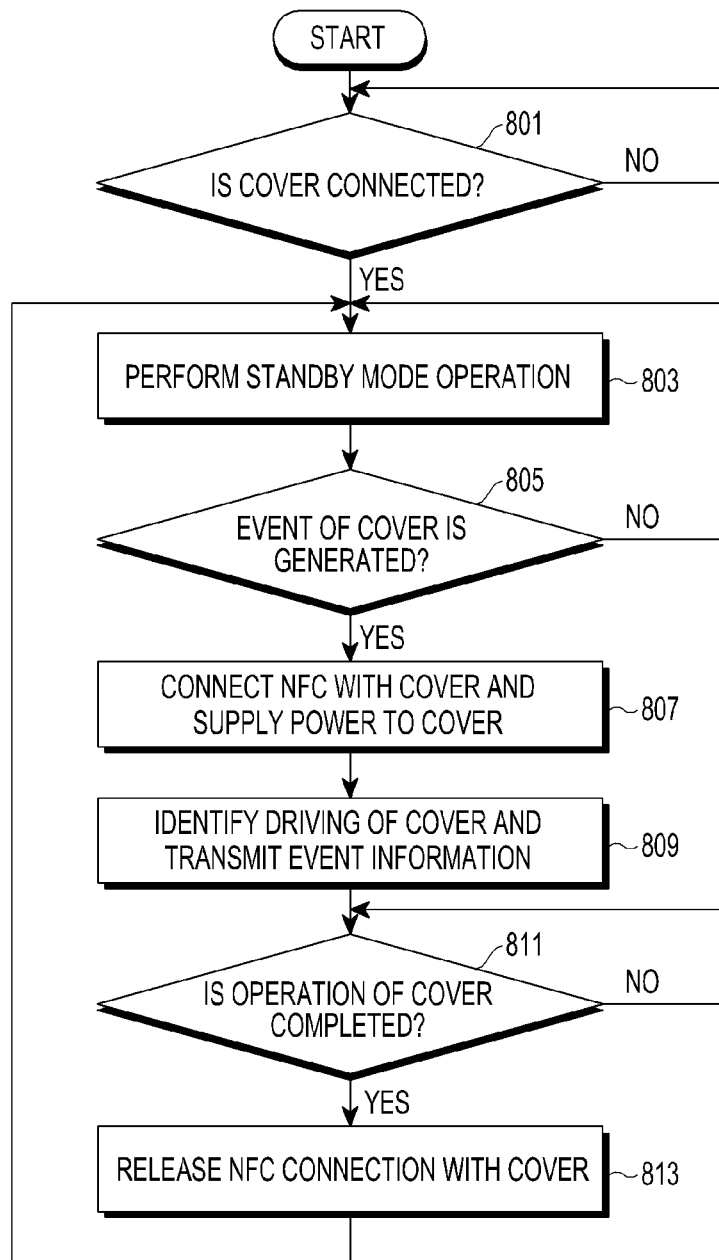 START
801
IS COVER CONNECTED?
NO
YES
PERFORM STANDBY MODE OPERATION
803
805
EVENT OF COVER IS
GENERATED?
NO
YES
CONNECT NFC WITH COVER AND
SUPPLY POWER TO COVER
807
IDENTIFY DRIVING OF COVER AND
TRANSMIT EVENT INFORMATION
809
811
IS OPERATION OF COVER
COMPLETED?
NO
YES
RELEASE NFC CONNECTION WITH COVER
813